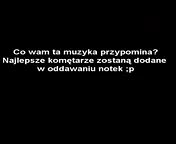 Co wam ta muzyka przypomina?
Najlepsze komętarze zostaną dodane
w oddawaniu notek ;p